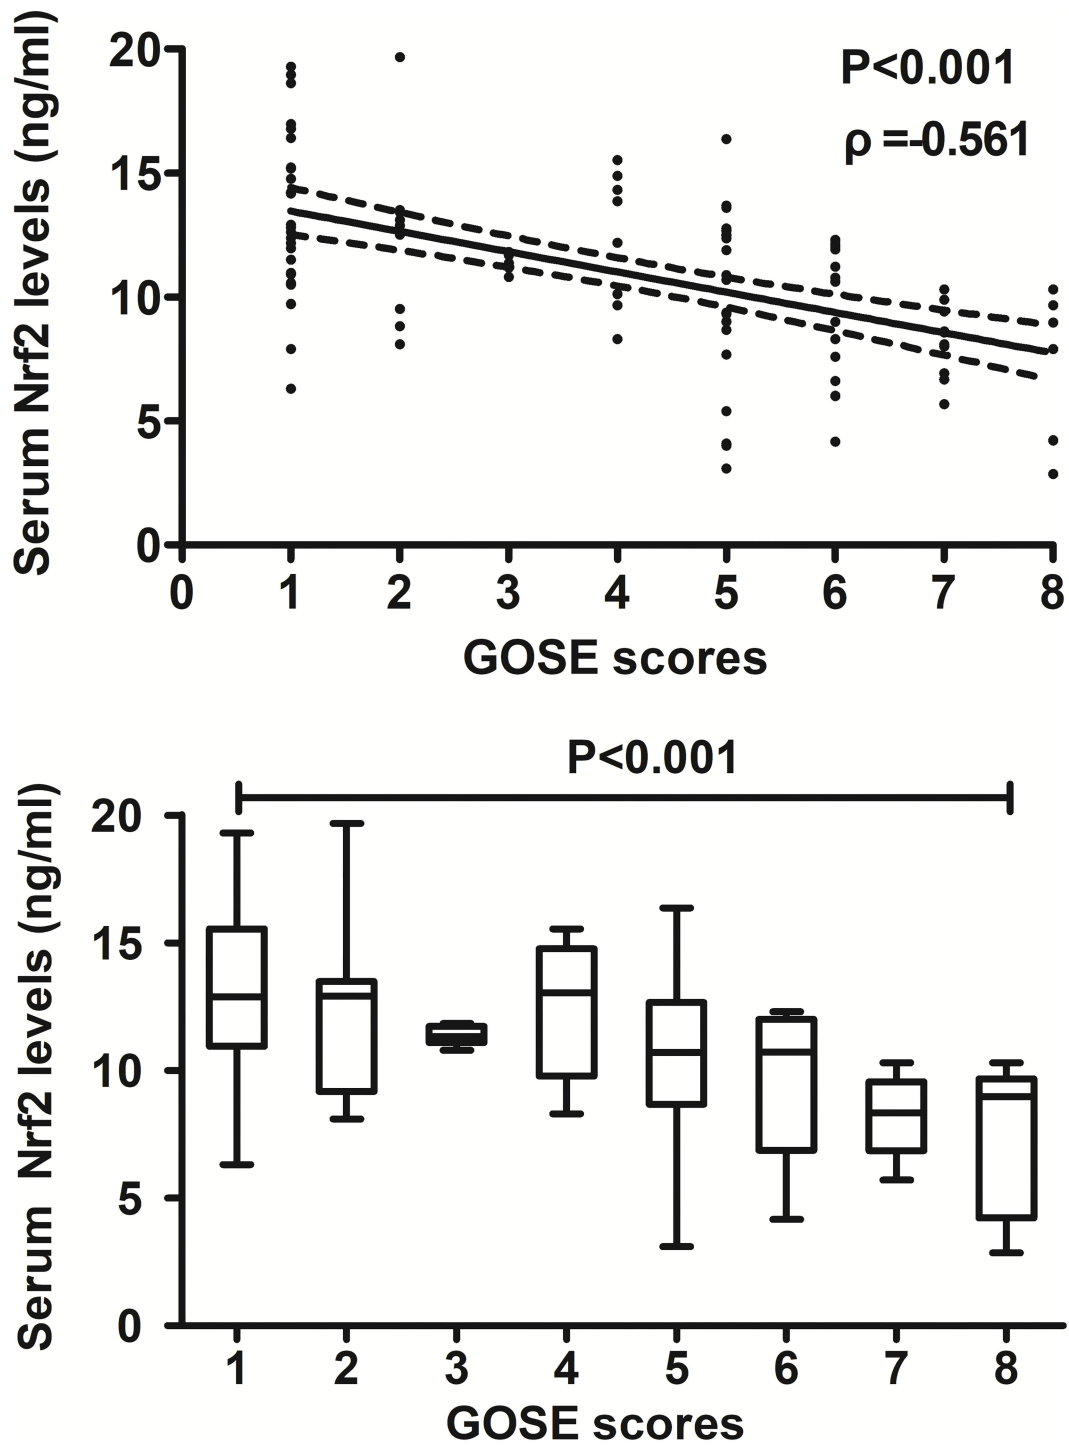 Serum Nrf2 levels (ng/ml)
20
15
10
5
0
P<0.001
ρ =-0.561
0 1 2 3 4 5 6 7 8
GOSE scores
P<0.001
Serum Nrf2 levels (ng/ml)
20
15
10
5
0
1 2 3 4 5 6 7 8
GOSE scores